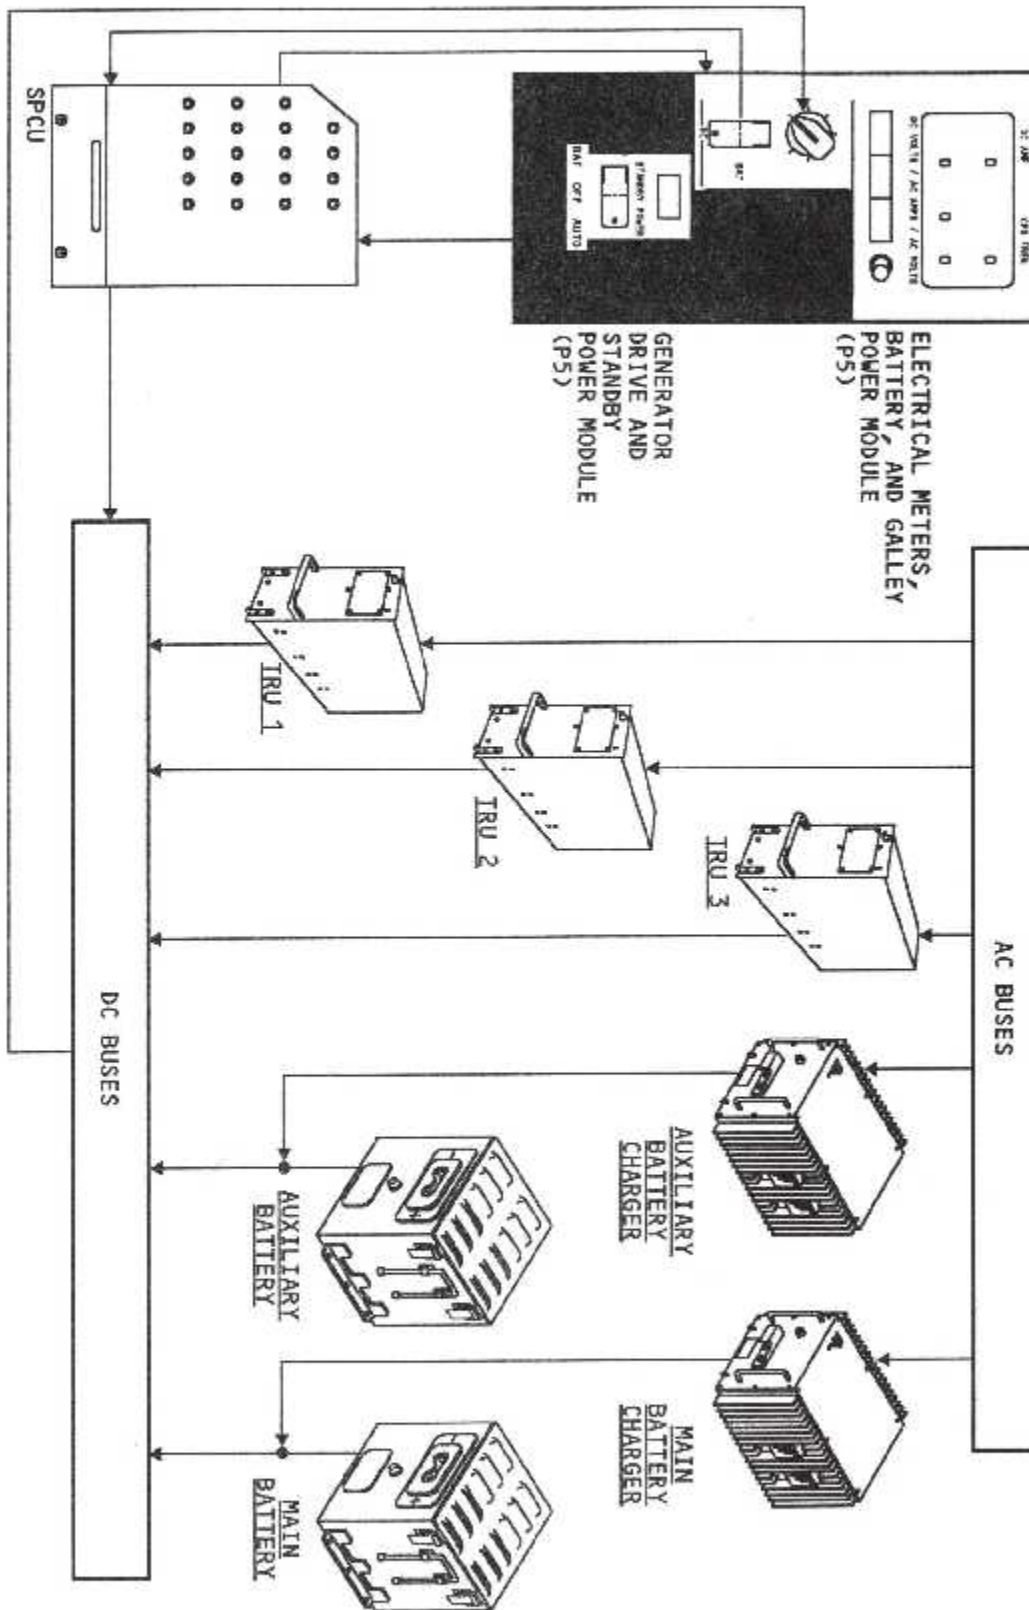 AC BUSES
ELECTRICAL METERS,
BATTERY, AND GALLEY
POWER MODULE
(P5)
DC VOLTS / AC AMPS / AC VOLTS
BAT
STANDBY POWER
BAT OFF AUTO
GENERATOR
DRIVE AND
STANDBY
POWER MODULE
(P5)
SPCU
TRU 3
TRU 2
TRU 1
AUXILIARY
BATTERY
CHARGER
MAIN
BATTERY
CHARGER
AUXILIARY
BATTERY
MAIN
BATTERY
DC BUSES